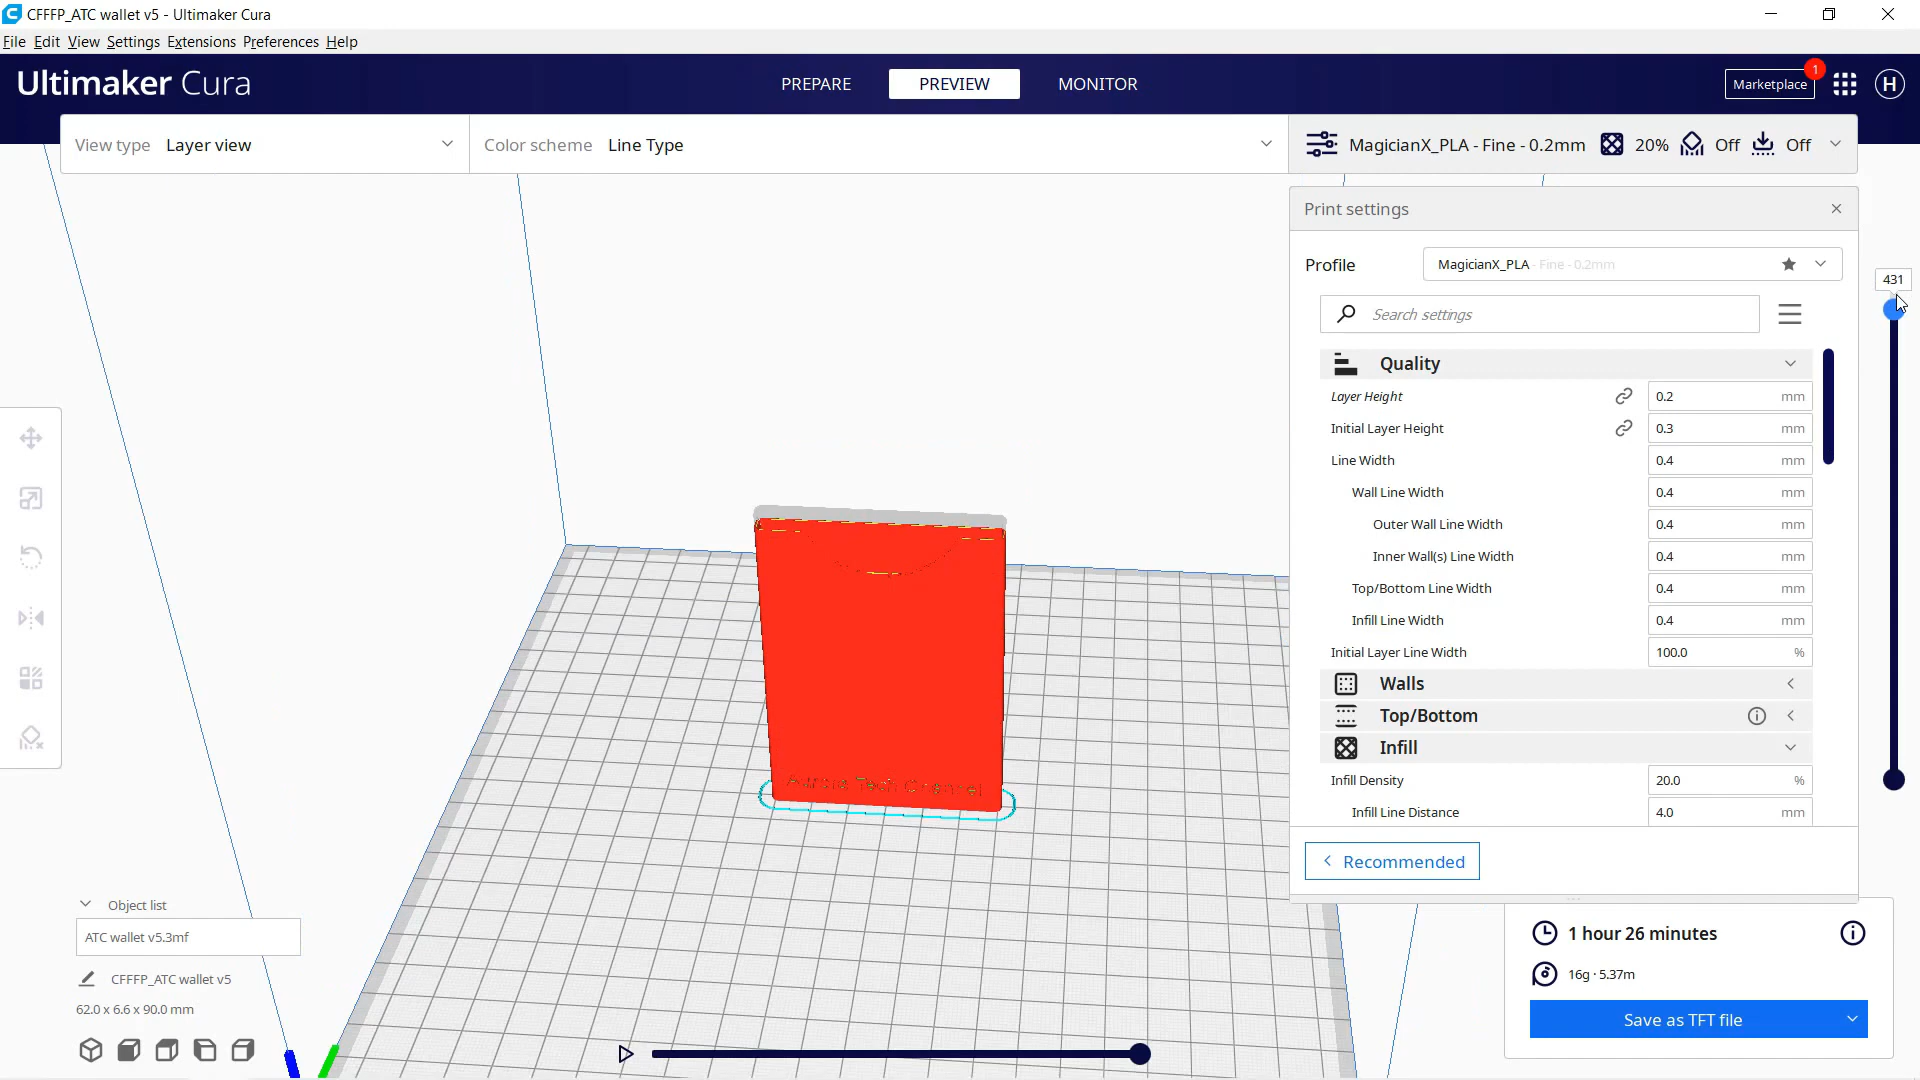 CFFFP_ATC wallet v5 - Ultimaker Cura
File Edit View Settings Extensions Preferences Help
Ultimaker Cura
PREPARE PREVIEW MONITOR
Marketplace 1
H
View type Layer view
Color scheme Line Type
MagicianX_PLA - Fine - 0.2mm 20% Off Off
Print settings
Profile MagicianX_PLA - Fine - 0.2mm
Search settings
431
Quality
Layer Height 0.2 mm
Initial Layer Height 0.3 mm
Line Width 0.4 mm
Wall Line Width 0.4 mm
Outer Wall Line Width 0.4 mm
Inner Wall(s) Line Width 0.4 mm
Top/Bottom Line Width 0.4 mm
Infill Line Width 0.4 mm
Initial Layer Line Width 100.0 %
Walls
Top/Bottom
Infill
Infill Density 20.0 %
Infill Line Distance 4.0 mm
Recommended
Tech Channel
Object list
ATC wallet v5.3mf
CFFFP_ATC wallet v5
62.0 x 6.6 x 90.0 mm
1 hour 26 minutes
16g · 5.37m
Save as TFT file